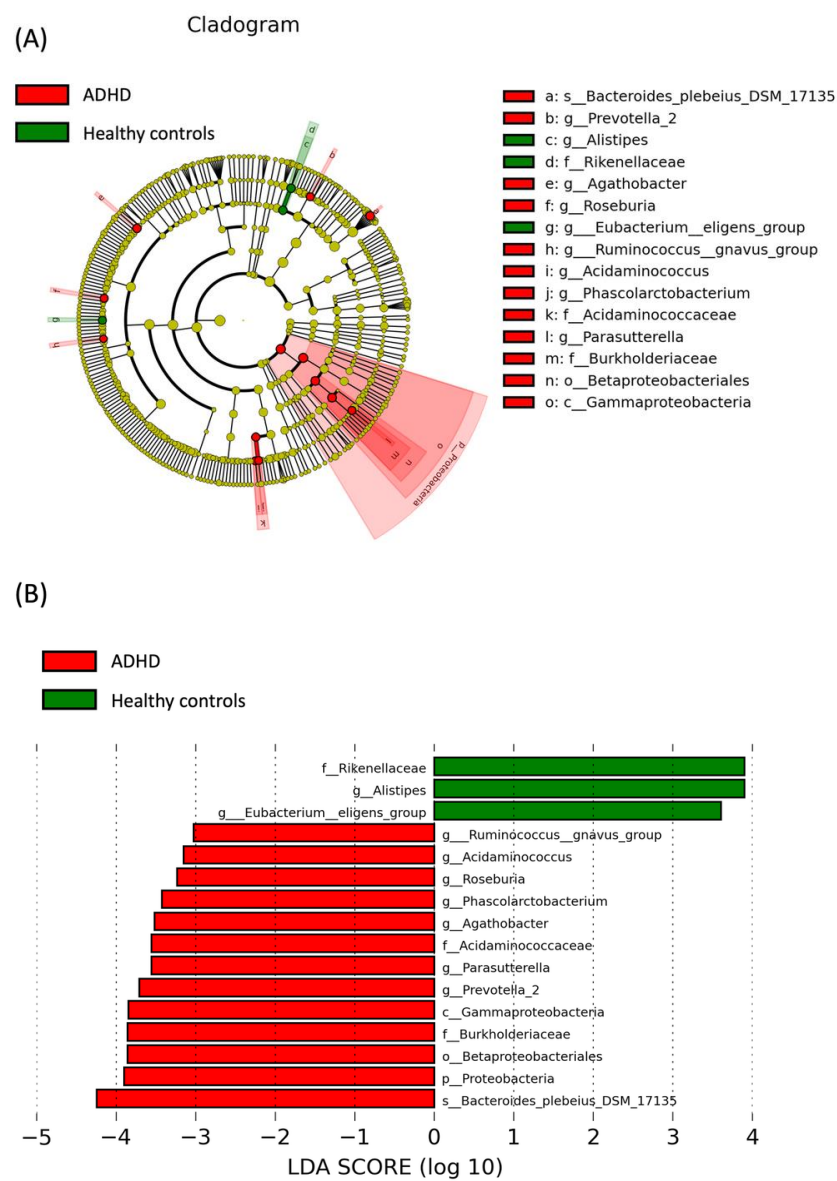 Cladogram
(A)
ADHD
Healthy controls
d
c
b
e
f
g
h
o
n
m
k
p__Proteobacteria
a: s__Bacteroides_plebeius_DSM_17135
b: g__Prevotella_2
c: g__Alistipes
d: f__Rikenellaceae
e: g__Agathobacter
f: g__Roseburia
g: g___Eubacterium__eligens_group
h: g___Ruminococcus__gnavus_group
i: g__Acidaminococcus
j: g__Phascolarctobacterium
k: f__Acidaminococcaceae
l: g__Parasutterella
m: f__Burkholderiaceae
n: o__Betaproteobacteriales
o: c__Gammaproteobacteria
(B)
ADHD
Healthy controls
f__Rikenellaceae
g__Alistipes
g___Eubacterium__eligens_group
g___Ruminococcus__gnavus_group
g__Acidaminococcus
g__Roseburia
g__Phascolarctobacterium
g__Agathobacter
f__Acidaminococcaceae
g__Parasutterella
g__Prevotella_2
c__Gammaproteobacteria
f__Burkholderiaceae
o__Betaproteobacteriales
p__Proteobacteria
s__Bacteroides_plebeius_DSM_17135
−5 −4 −3 −2 −1 0 1 2 3 4
LDA SCORE (log 10)